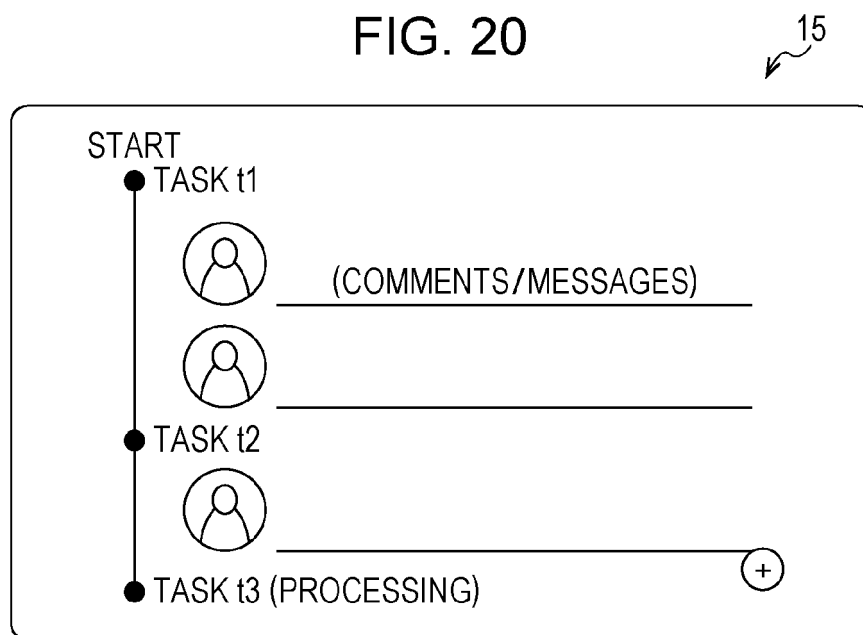 FIG. 20
15
START
TASK t1
(COMMENTS/MESSAGES)
TASK t2
+
TASK t3 (PROCESSING)